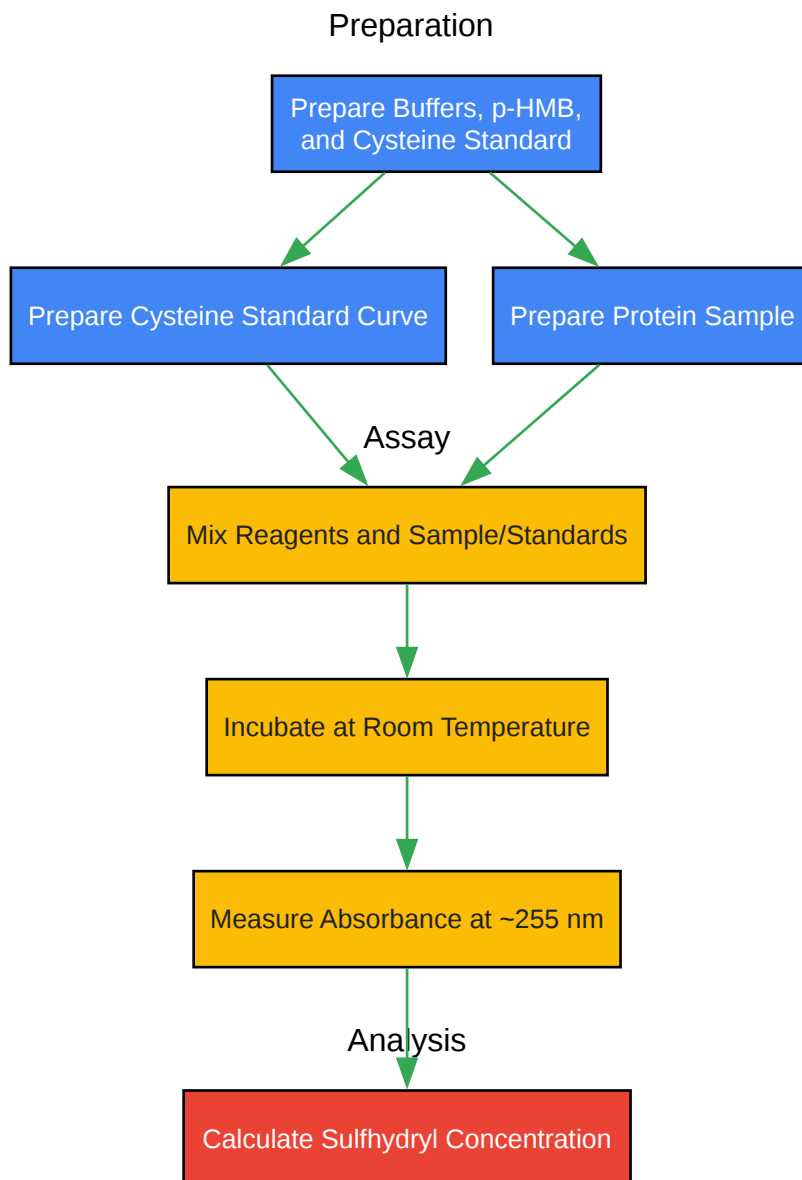 Preparation
Prepare Buffers, p-HMB,
and Cysteine Standard
Prepare Cysteine Standard Curve
Prepare Protein Sample
Assay
Mix Reagents and Sample/Standards
Incubate at Room Temperature
Measure Absorbance at ~255 nm
Analysis
Calculate Sulfhydryl Concentration